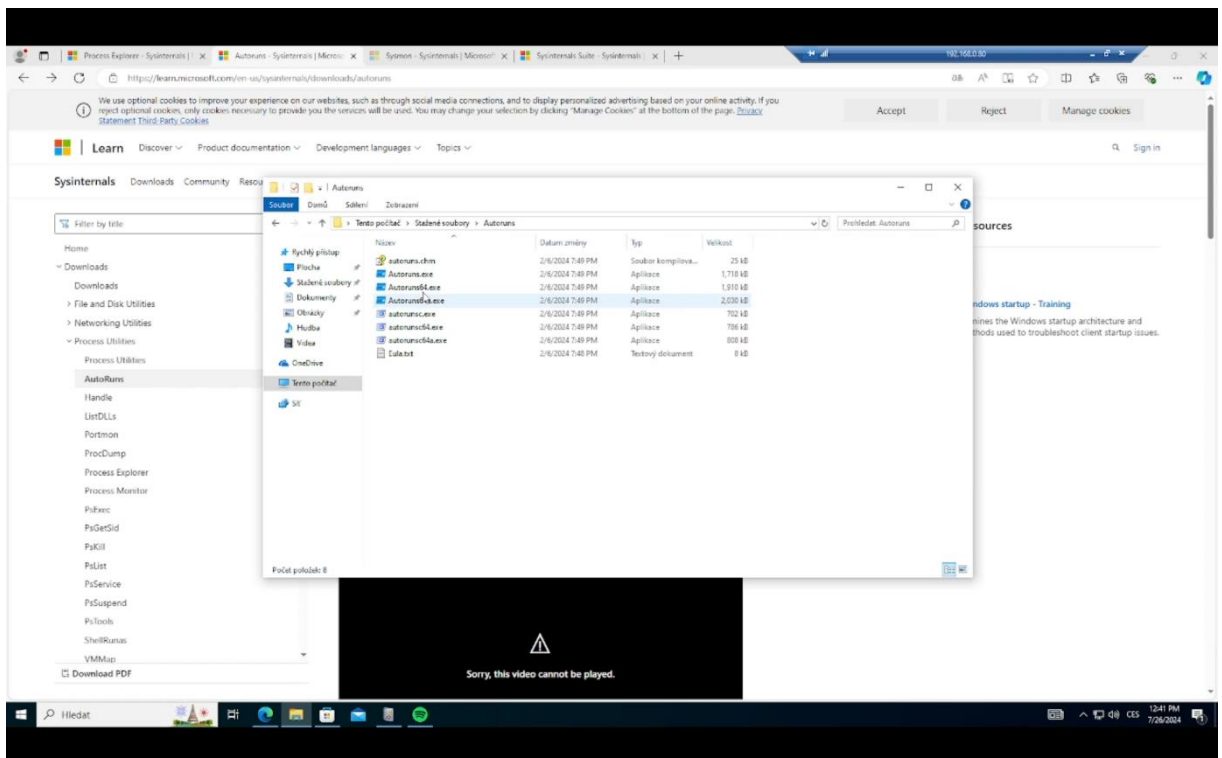 Process Explorer - Sysinternals |
Autoruns - Sysinternals | Microso
Sysmon - Sysinternals | Microsoft
Sysinternals Suite - Sysinternals
192.168.0.80
https://learn.microsoft.com/en-us/sysinternals/downloads/autoruns
We use optional cookies to improve your experience on our websites, such as through social media connections, and to display personalized advertising based on your online activity. If you
reject optional cookies, only cookies necessary to provide you the services will be used. You may change your selection by clicking "Manage Cookies" at the bottom of the page. Privacy
Statement Third-Party Cookies
Accept
Reject
Manage cookies
Learn Discover Product documentation Development languages Topics
Sign in
Sysinternals Downloads Community Resou
Filter by title
Home
Downloads
Downloads
File and Disk Utilities
Networking Utilities
Process Utilities
Process Utilities
AutoRuns
Handle
ListDLLs
Portmon
ProcDump
Process Explorer
Process Monitor
PsExec
PsGetSid
PsKill
PsList
PsService
PsSuspend
PsTools
ShellRunas
VMMap
Download PDF
Autoruns
Soubor Domů Sdílení Zobrazení
Tento počítač › Stažené soubory › Autoruns
Prohledat: Autoruns
Rychlý přístup
Plocha
Stažené soubory
Dokumenty
Obrázky
Hudba
Videa
OneDrive
Tento počítač
Síť
Název Datum změny Typ Velikost
autoruns.chm 2/6/2024 7:49 PM Soubor kompilova... 25 kB
Autoruns.exe 2/6/2024 7:49 PM Aplikace 1,718 kB
Autoruns64.exe 2/6/2024 7:49 PM Aplikace 1,910 kB
Autoruns64a.exe 2/6/2024 7:49 PM Aplikace 2,030 kB
autorunsc.exe 2/6/2024 7:49 PM Aplikace 702 kB
autorunsc64.exe 2/6/2024 7:49 PM Aplikace 786 kB
autorunsc64a.exe 2/6/2024 7:49 PM Aplikace 808 kB
Eula.txt 2/6/2024 7:48 PM Textový dokument 8 kB
Počet položek: 8
sources
ndows startup - Training
mines the Windows startup architecture and
thods used to troubleshoot client startup issues.
Sorry, this video cannot be played.
Hledat
CES
12:41 PM
7/26/2024